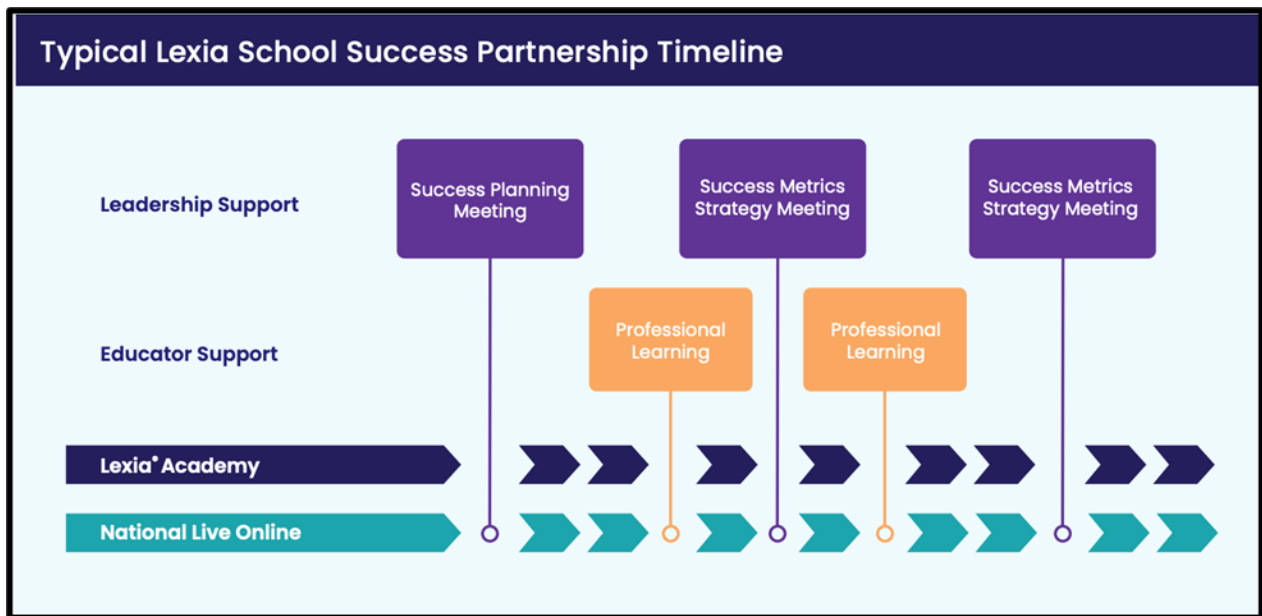 Typical Lexia School Success Partnership Timeline
Leadership Support
Success Planning
Meeting
Success Metrics
Strategy Meeting
Success Metrics
Strategy Meeting
Educator Support
Professional
Learning
Professional
Learning
Lexia® Academy
National Live Online